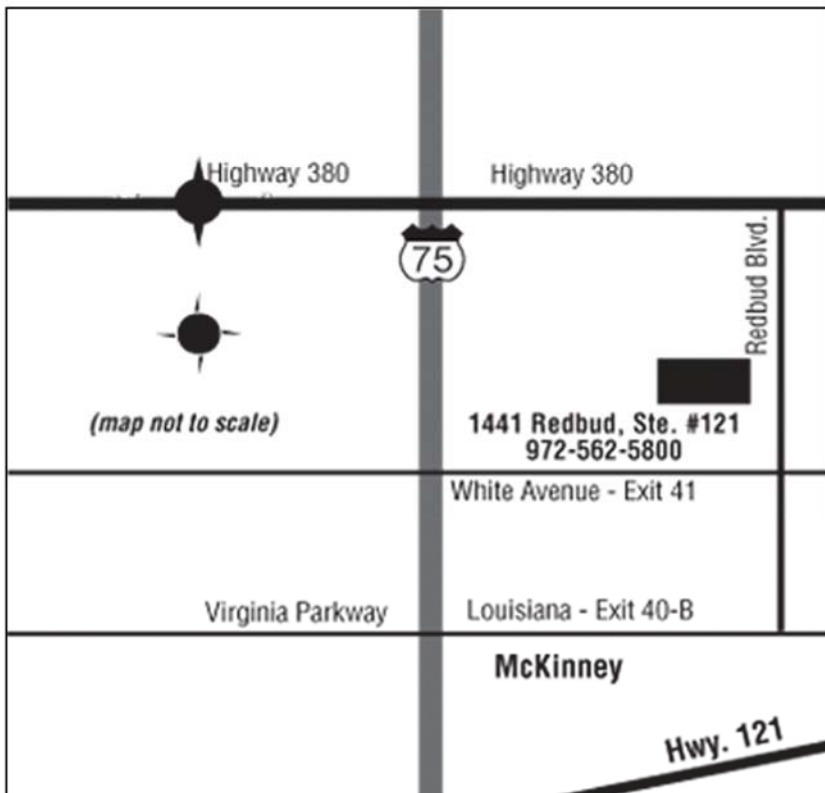 Highway 380
Highway 380
75
Redbud Blvd.
(map not to scale)
1441 Redbud, Ste. #121
972-562-5800
White Avenue - Exit 41
Virginia Parkway
Louisiana - Exit 40-B
McKinney
Hwy. 121